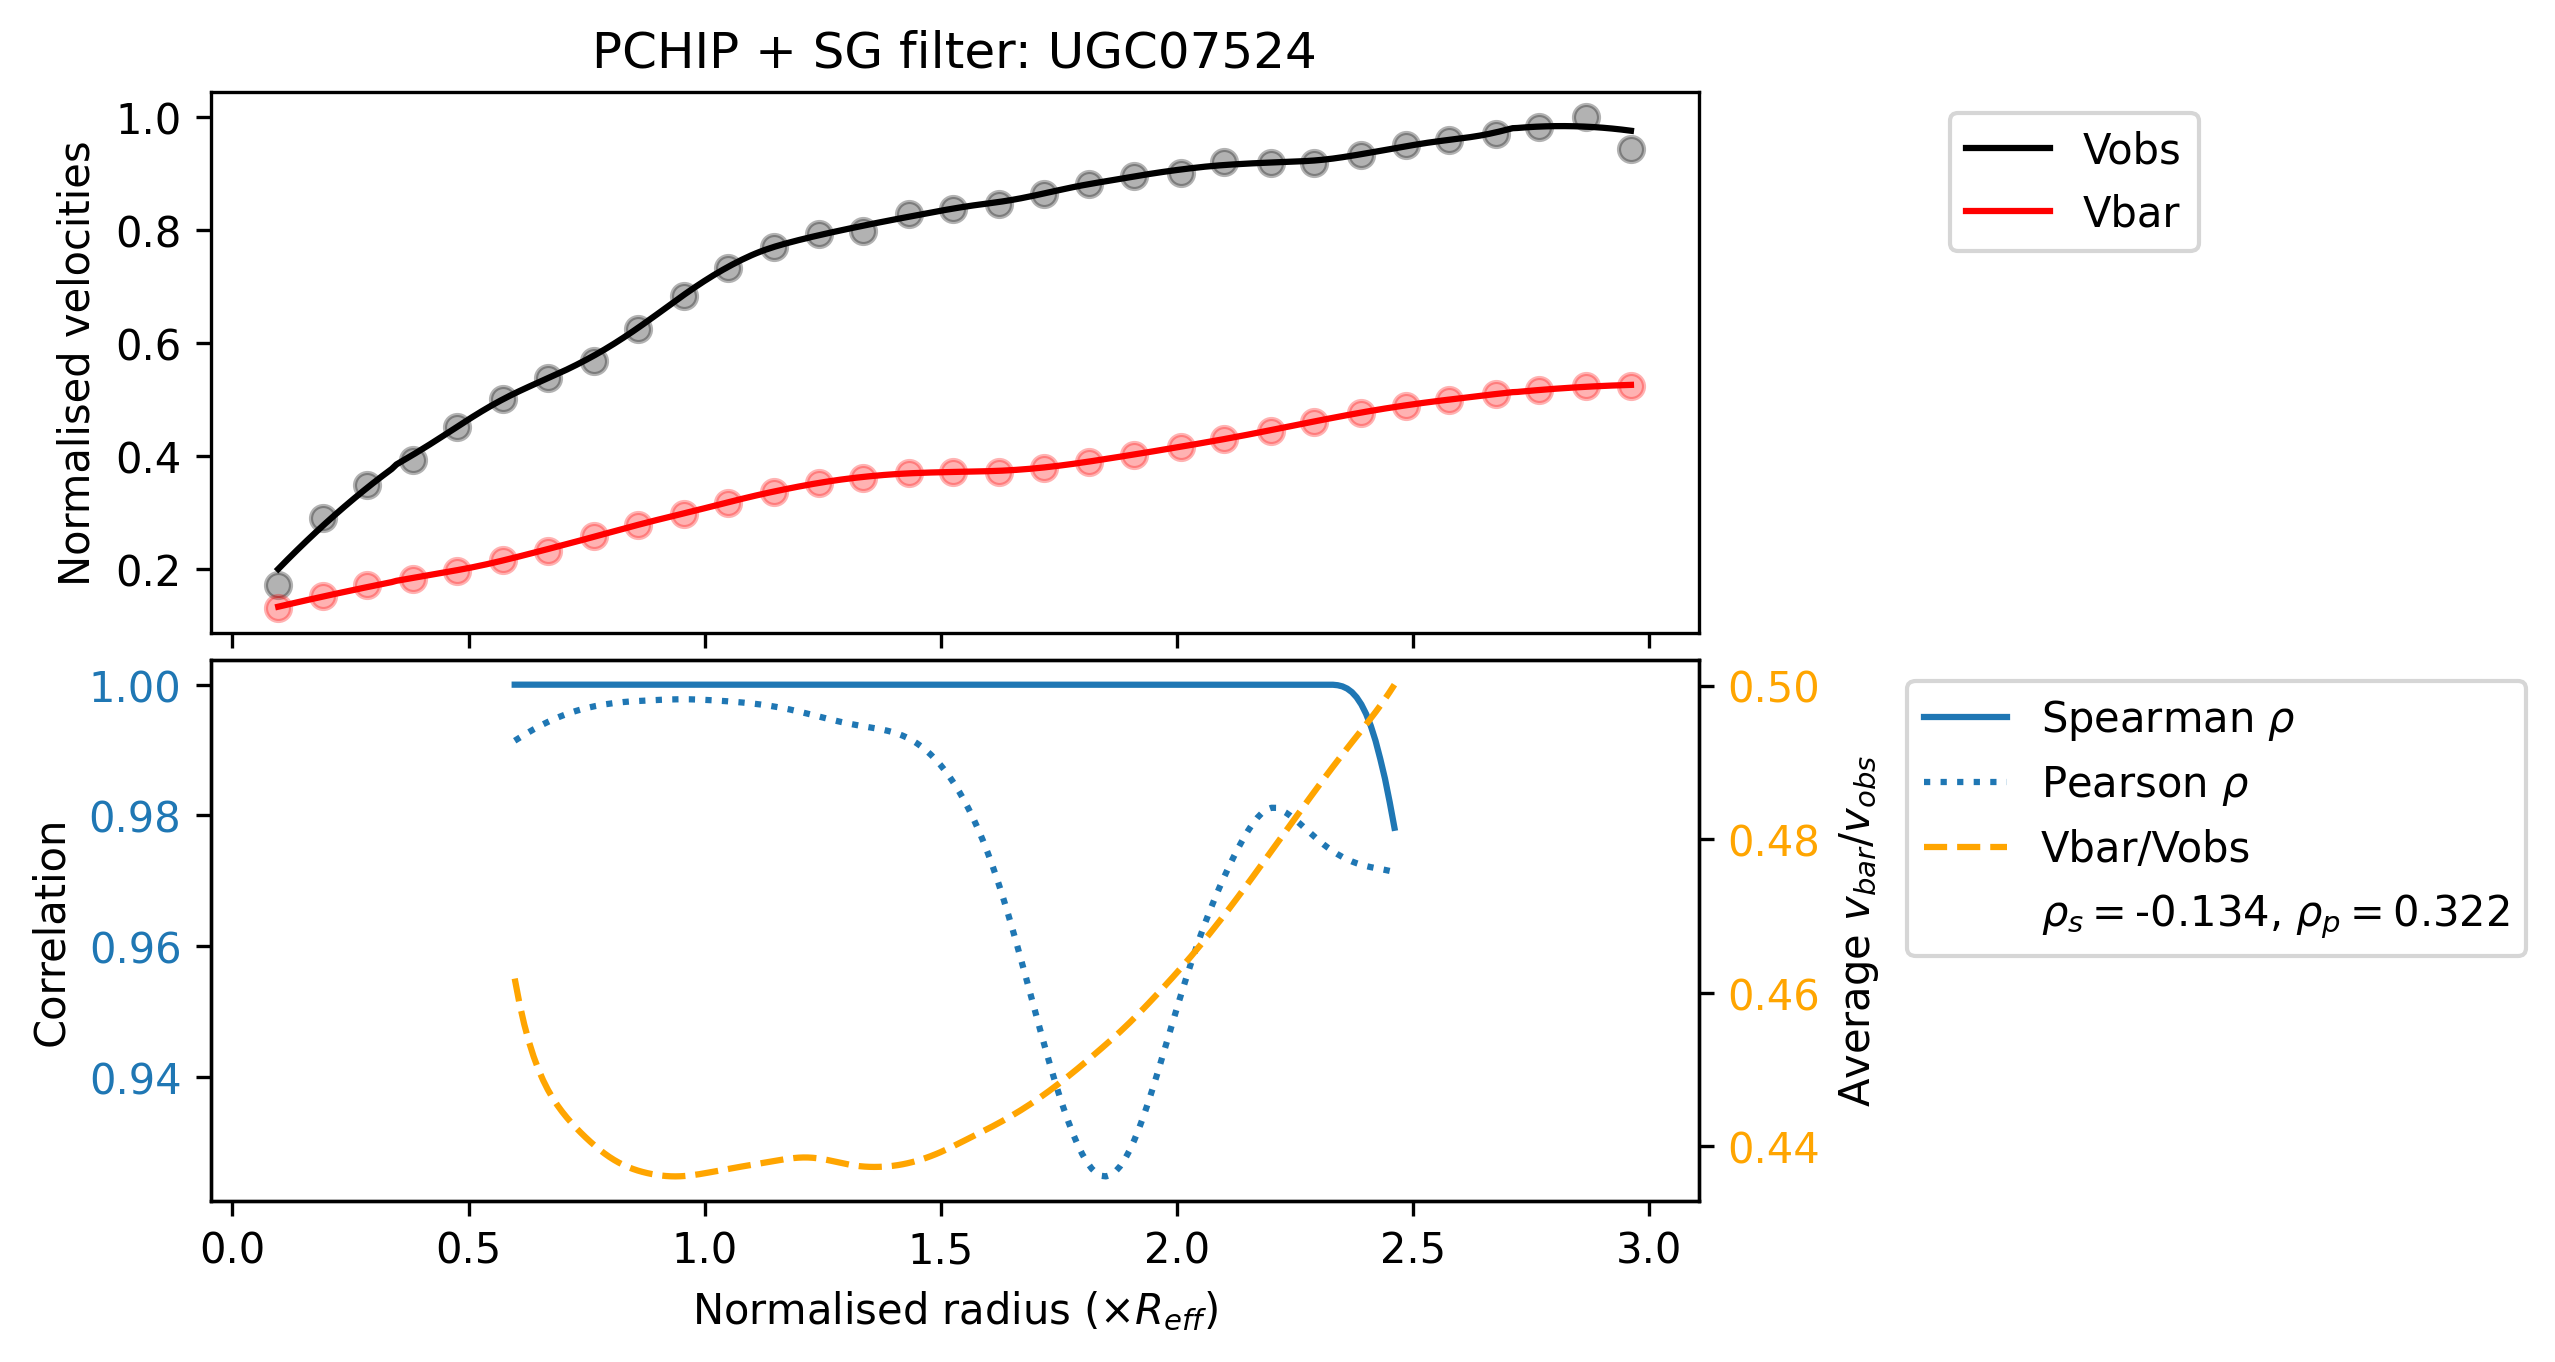 PCHIP + SG filter: UGC07524
Normalised velocities
1.0
0.8
0.6
0.4
0.2
Vobs
Vbar
Correlation
1.00
0.98
0.96
0.94
0.50
0.48
0.46
0.44
Average v_bar/v_obs
Spearman ρ
Pearson ρ
Vbar/Vobs
ρ_s = -0.134, ρ_p = 0.322
0.0 0.5 1.0 1.5 2.0 2.5 3.0
Normalised radius (×R_eff)